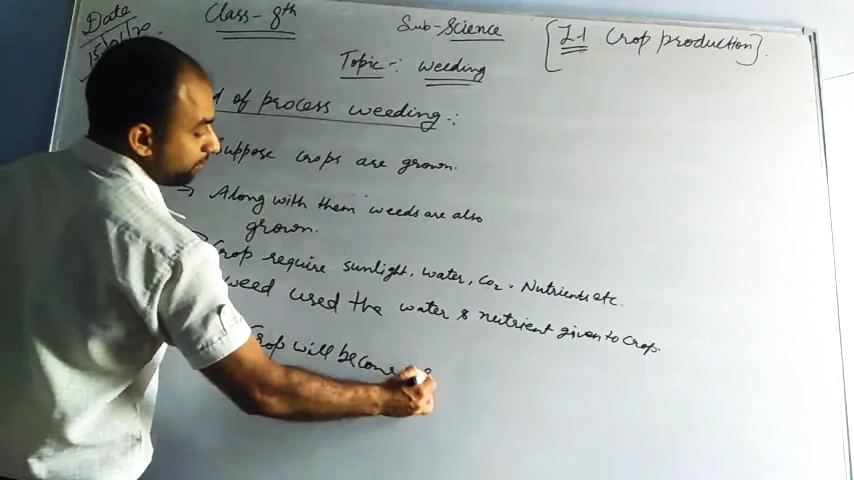 Date
Class- 8th
Sub-Science
[L-1 Crop production].
Topic-: weeding
of process weeding-:
Suppose crops are grown.
→ Along with them weeds are also
grown.
Crop require sunlight, water, CO2, Nutrients etc.
weed used the water & nutrient given to crop.
Crop will become